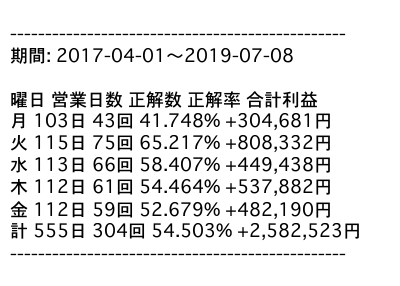 ------------------------------------------------
期間: 2017-04-01～2019-07-08
曜日 営業日数 正解数 正解率 合計利益
月 103日 43回 41.748% +304,681円
火 115日 75回 65.217% +808,332円
水 113日 66回 58.407% +449,438円
木 112日 61回 54.464% +537,882円
金 112日 59回 52.679% +482,190円
計 555日 304回 54.503% +2,582,523円
------------------------------------------------